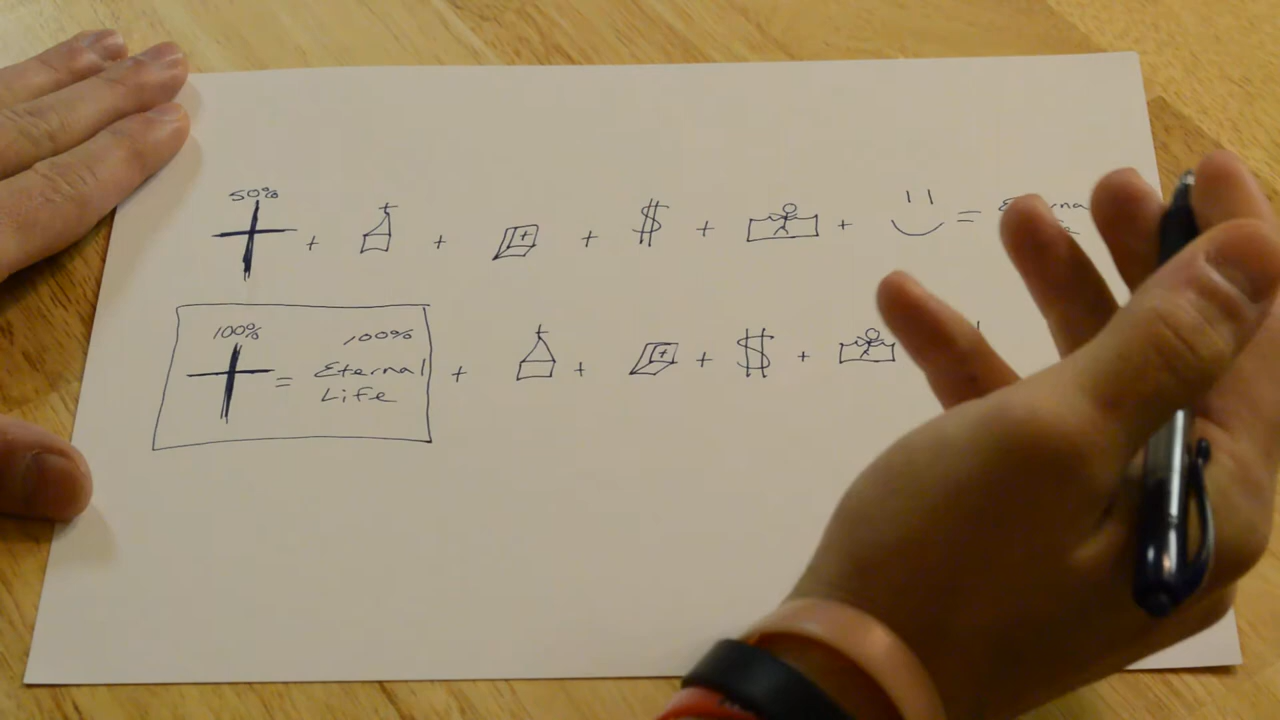 50%
+ + + $ + + =
100% 100%
= Eternal + + + $ +
Life